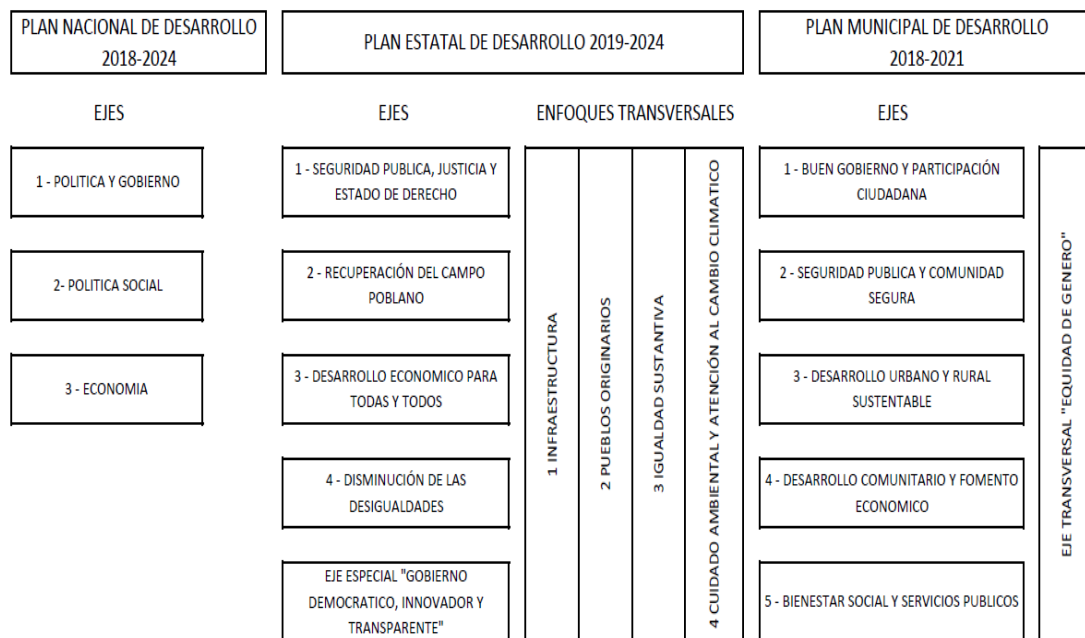 PLAN NACIONAL DE DESARROLLO
2018-2024
PLAN ESTATAL DE DESARROLLO 2019-2024
PLAN MUNICIPAL DE DESARROLLO
2018-2021
EJES
EJES
ENFOQUES TRANSVERSALES
EJES
1 - POLITICA Y GOBIERNO
2- POLITICA SOCIAL
3 - ECONOMIA
1 - SEGURIDAD PUBLICA, JUSTICIA Y
ESTADO DE DERECHO
2 - RECUPERACIÓN DEL CAMPO
POBLANO
3 - DESARROLLO ECONOMICO PARA
TODAS Y TODOS
4 - DISMINUCIÓN DE LAS
DESIGUALDADES
EJE ESPECIAL "GOBIERNO
DEMOCRATICO, INNOVADOR Y
TRANSPARENTE"
1 INFRAESTRUCTURA
2 PUEBLOS ORIGINARIOS
3 IGUALDAD SUSTANTIVA
4 CUIDADO AMBIENTAL Y ATENCIÓN AL CAMBIO CLIMATICO
1 - BUEN GOBIERNO Y PARTICIPACIÓN
CIUDADANA
2 - SEGURIDAD PUBLICA Y COMUNIDAD
SEGURA
3 - DESARROLLO URBANO Y RURAL
SUSTENTABLE
4 - DESARROLLO COMUNITARIO Y FOMENTO
ECONOMICO
5 - BIENESTAR SOCIAL Y SERVICIOS PUBLICOS
EJE TRANSVERSAL "EQUIDAD DE GENERO"